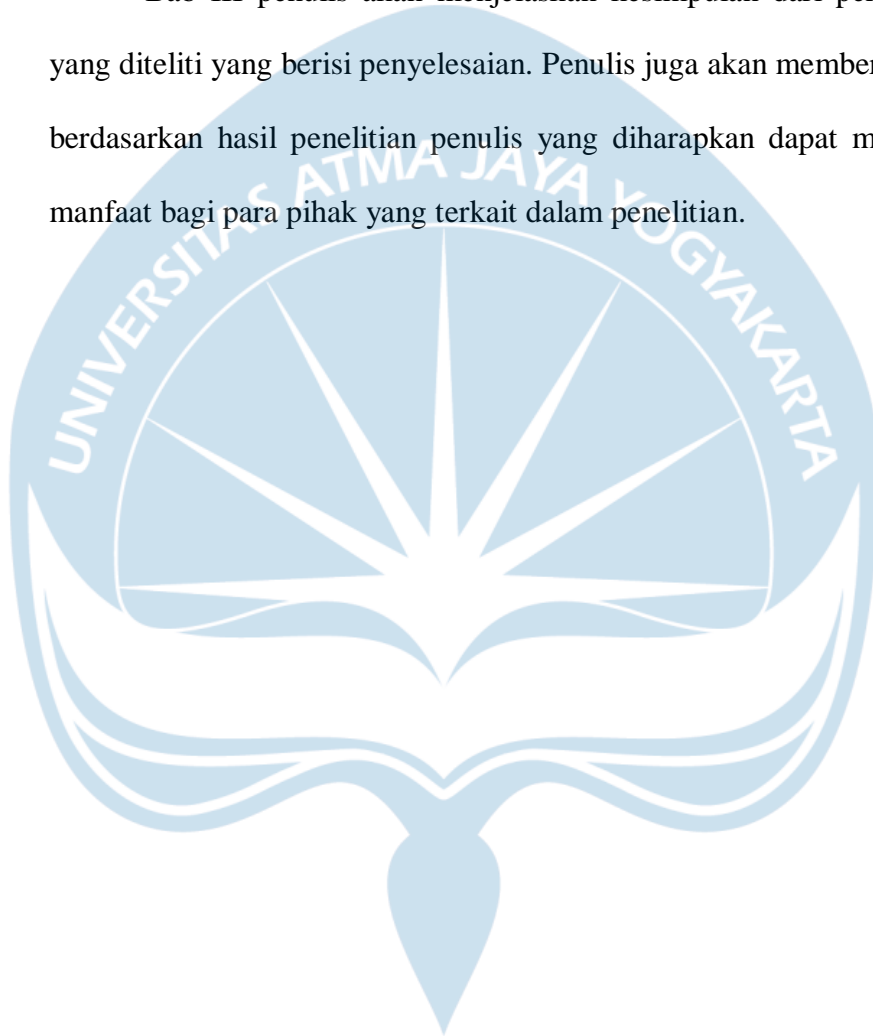 yang diteliti yang berisi penyelesaian. Penulis juga akan
berdasarkan hasil penelitian penulis yang diharapkan dapat
manfaat bagi para pihak yang terkait dalam penelitian.
UNIVERSITAS ATMA JAYA YOGYAKARTA